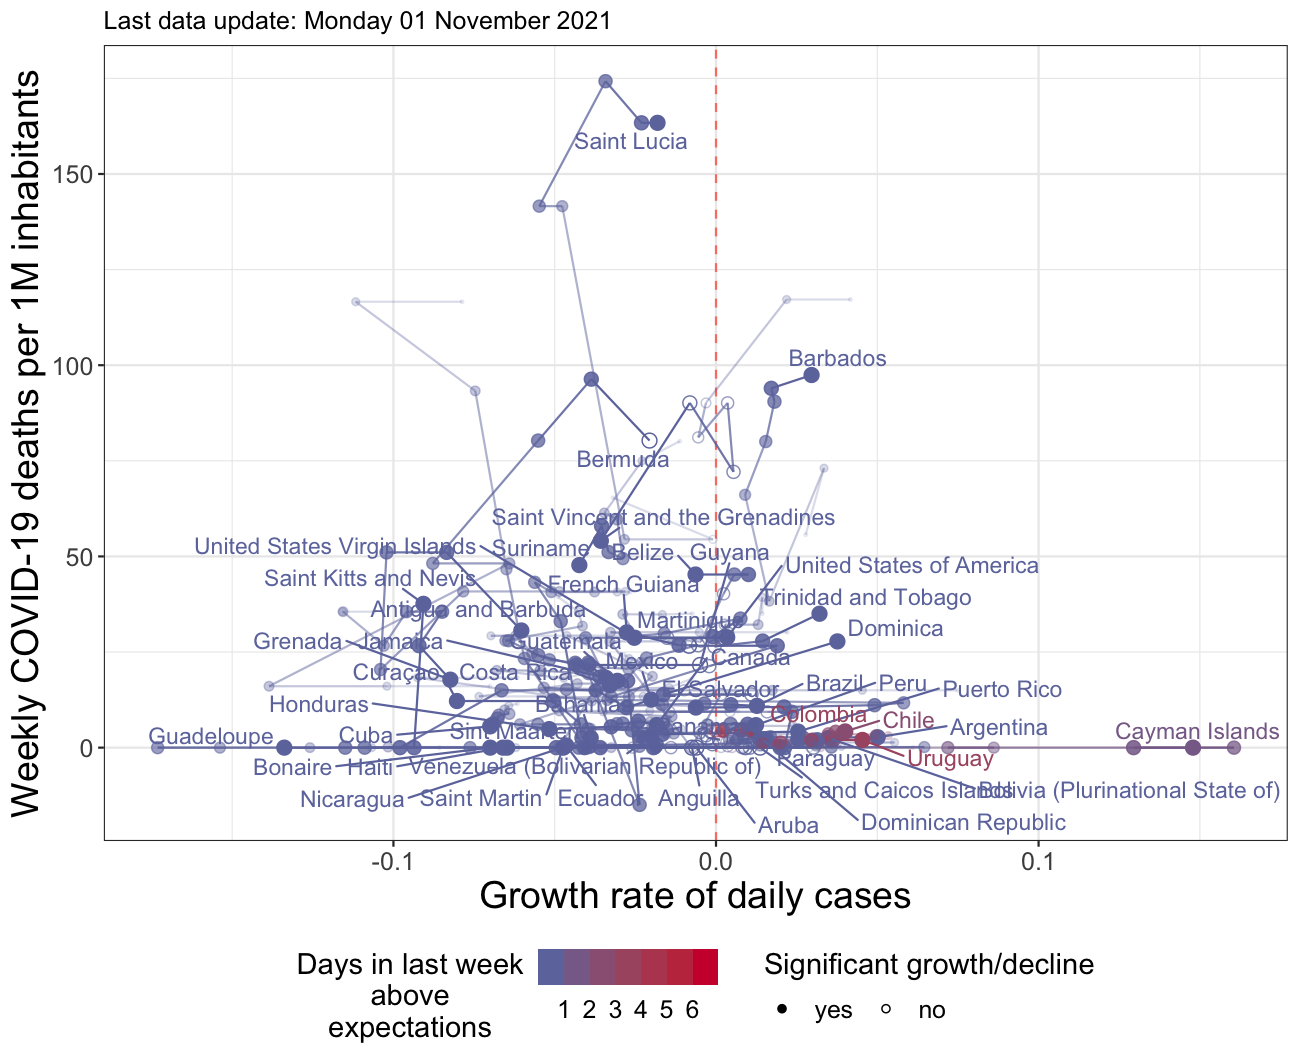 Last data update: Monday 01 November 2021
Weekly COVID-19 deaths per 1M inhabitants
150
100
50
0
Saint Lucia
Barbados
Bermuda
Saint Vincent and the Grenadines
United States Virgin Islands
Suriname
Belize
Guyana
United States of America
Saint Kitts and Nevis
French Guiana
Trinidad and Tobago
Antigua and Barbuda
Martinique
Dominica
Grenada
Jamaica
Guatemala
Mexico
Canada
Curaçao
Costa Rica
El Salvador
Brazil
Peru
Puerto Rico
Honduras
Bahamas
Colombia
Chile
Cuba
Sint Maarten
Argentina
Cayman Islands
Guadeloupe
Paraguay
Uruguay
Bonaire
Haiti
Venezuela (Bolivarian Republic of)
Nicaragua
Saint Martin
Ecuador
Anguilla
Turks and Caicos Islands
Bolivia (Plurinational State of)
Aruba
Dominican Republic
-0.1
0.0
0.1
Growth rate of daily cases
Days in last week
above
expectations
1 2 3 4 5 6
Significant growth/decline
yes
no